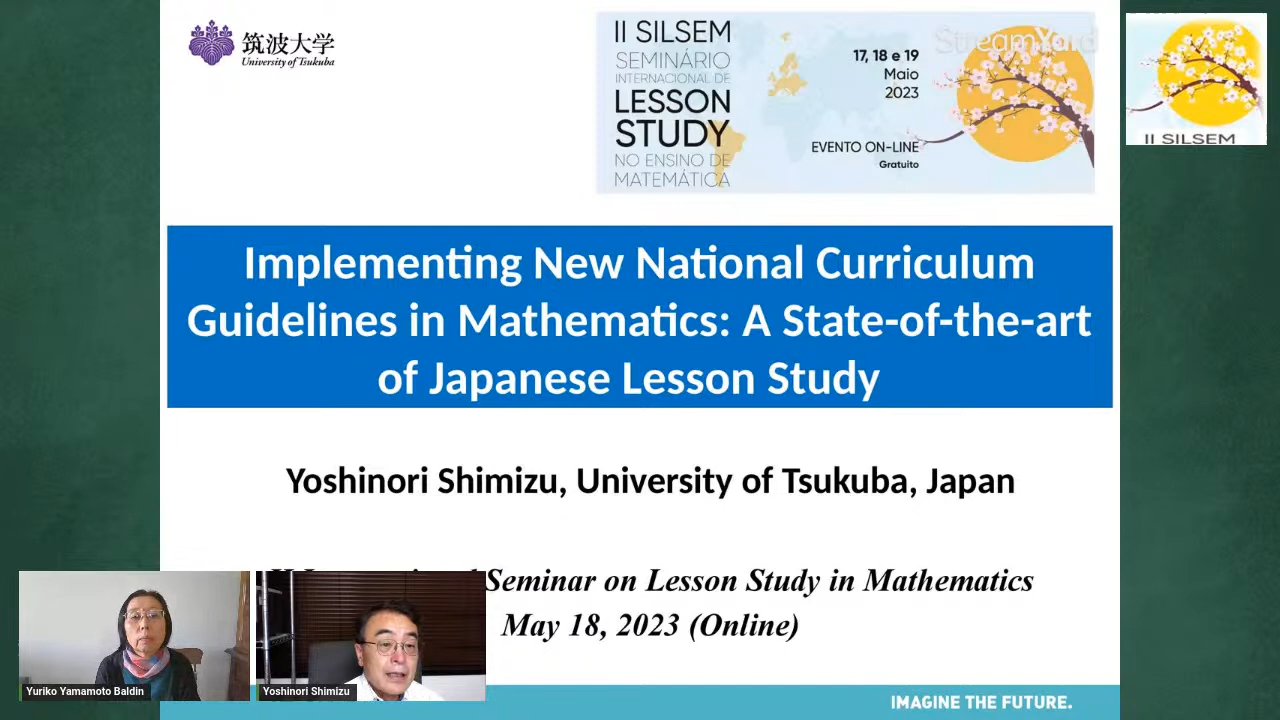 筑波大学
University of Tsukuba
II SILSEM
SEMINÁRIO
INTERNACIONAL DE
LESSON
STUDY
NO ENSINO DE
MATEMÁTICA
17, 18 e 19
Maio
2023
EVENTO ON-LINE
Gratuito
StreamYard
II SILSEM
Implementing New National Curriculum
Guidelines in Mathematics: A State-of-the-art
of Japanese Lesson Study
Yoshinori Shimizu, University of Tsukuba, Japan
Seminar on Lesson Study in Mathematics
May 18, 2023 (Online)
Yuriko Yamamoto Baldin
Yoshinori Shimizu
IMAGINE THE FUTURE.